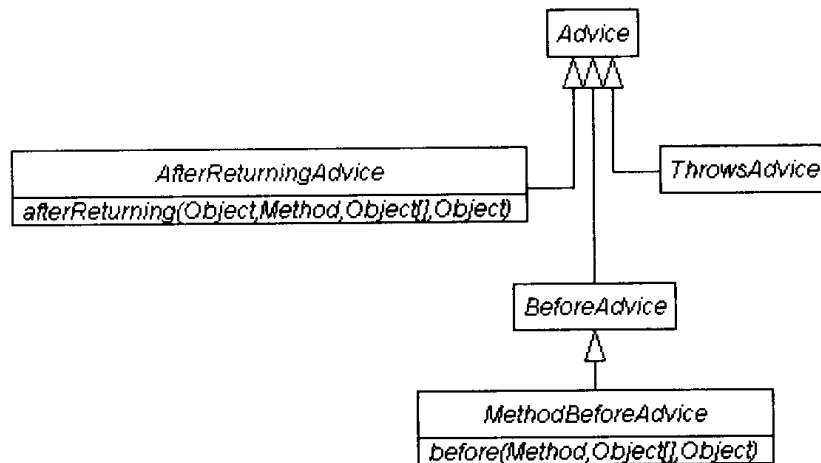 Advice
AfterReturningAdvice
afterReturning(Object,Method,Object[],Object)
ThrowsAdvice
BeforeAdvice
MethodBeforeAdvice
before(Method,Object[],Object)